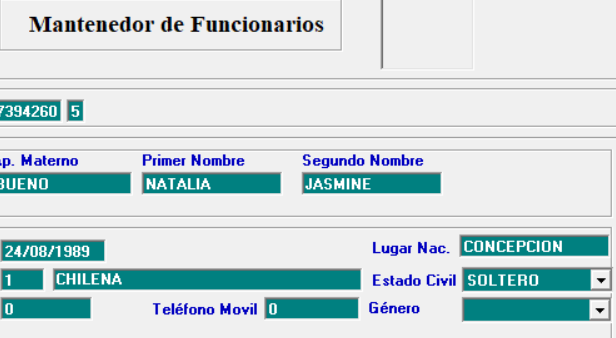 Mantenedor de Funcionarios
7394260 5
Ap. Materno Primer Nombre Segundo Nombre
BUENO NATALIA JASMINE
24/08/1989 Lugar Nac. CONCEPCION
1 CHILENA Estado Civil SOLTERO
0 Teléfono Movil 0 Género